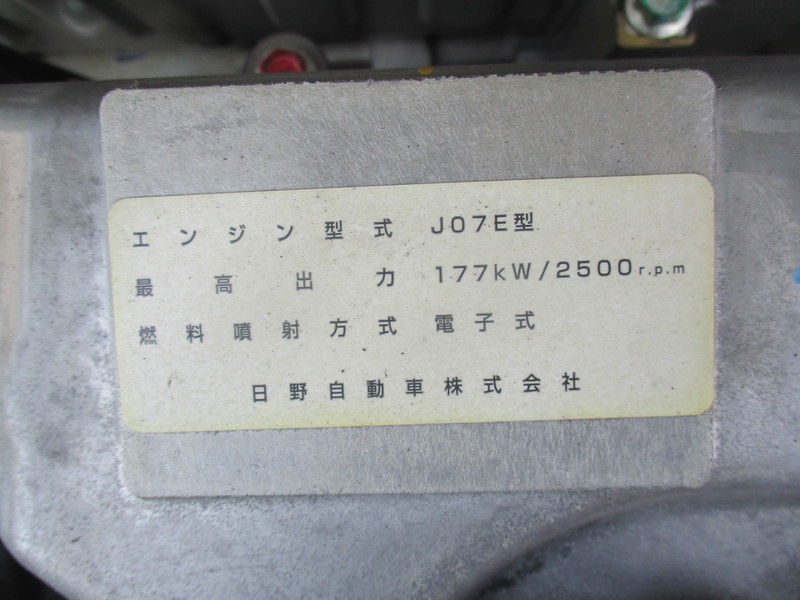 エンジン型式 J07E型
最高出力 177kW/2500r.p.m
燃料噴射方式 電子式
日野自動車株式会社